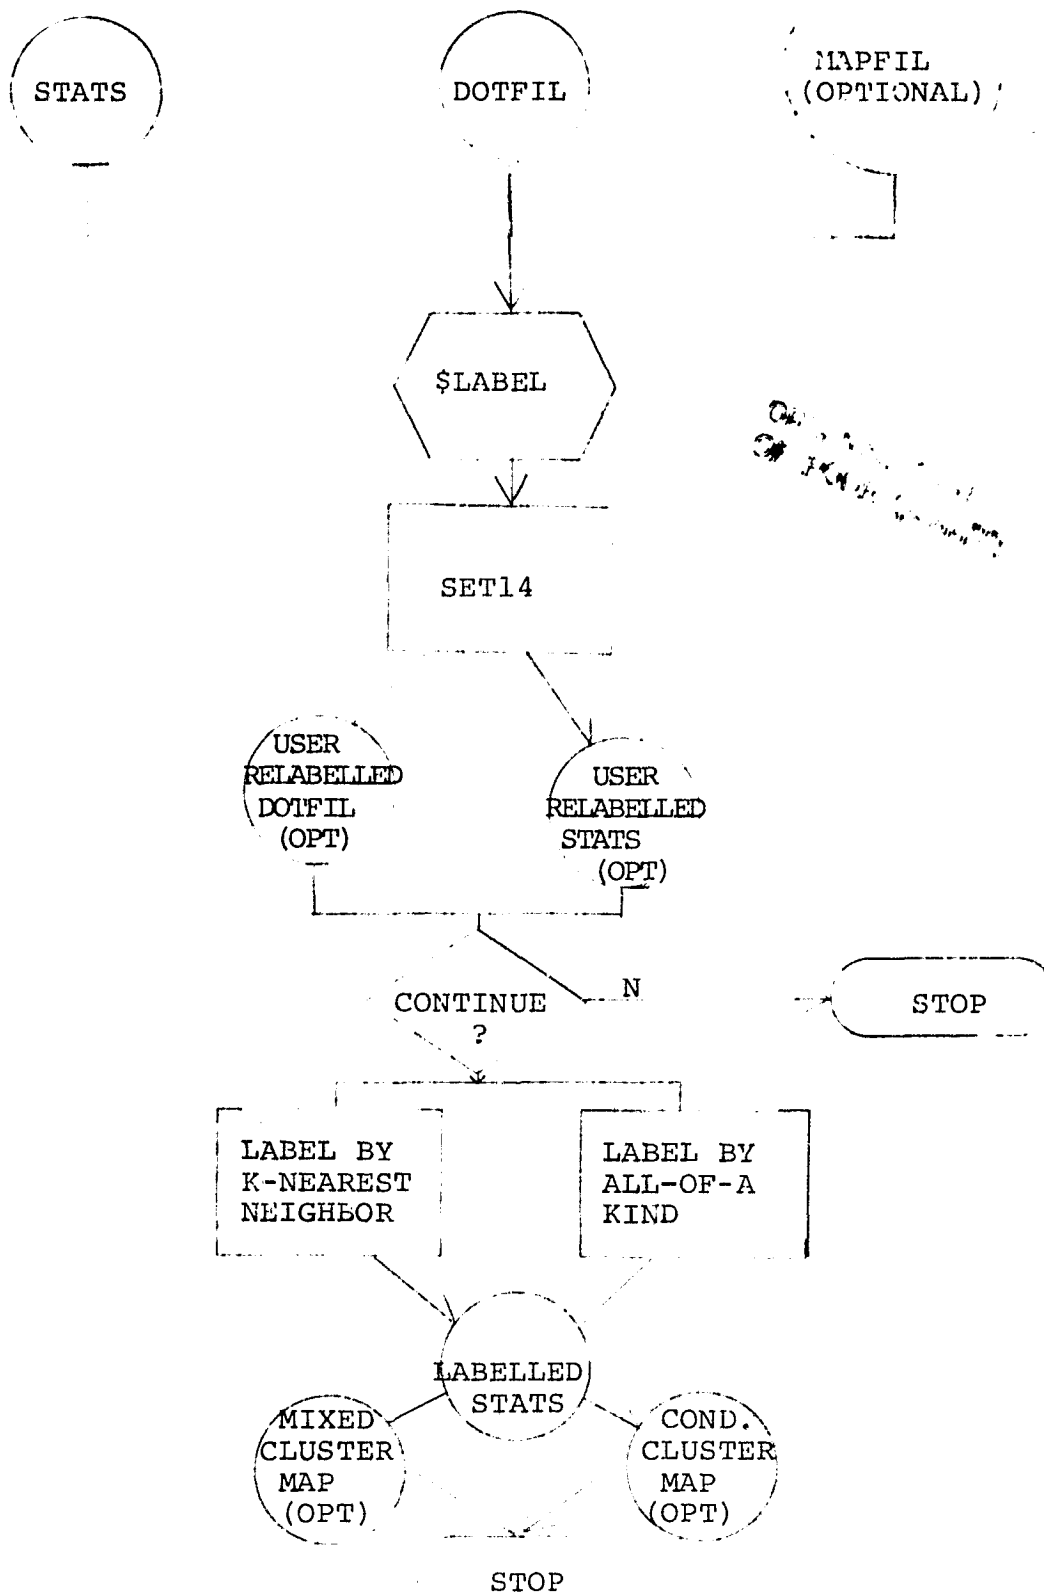 STATS
DOTFIL
MAPFIL
(OPTIONAL)
$LABEL
SET14
USER
RELABELLED
DOTFIL
(OPT)
USER
RELABELLED
STATS
(OPT)
CONTINUE
?
N
STOP
LABEL BY
K-NEAREST
NEIGHBOR
LABEL BY
ALL-OF-A
KIND
LABELLED
STATS
MIXED
CLUSTER
MAP
(OPT)
COND.
CLUSTER
MAP
(OPT)
STOP